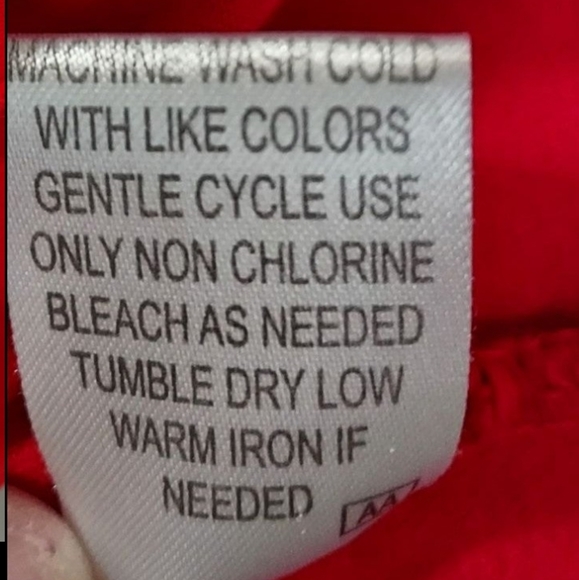 MACHINE WASH COLD
WITH LIKE COLORS
GENTLE CYCLE USE
ONLY NON CHLORINE
BLEACH AS NEEDED
TUMBLE DRY LOW
WARM IRON IF
NEEDED
AA